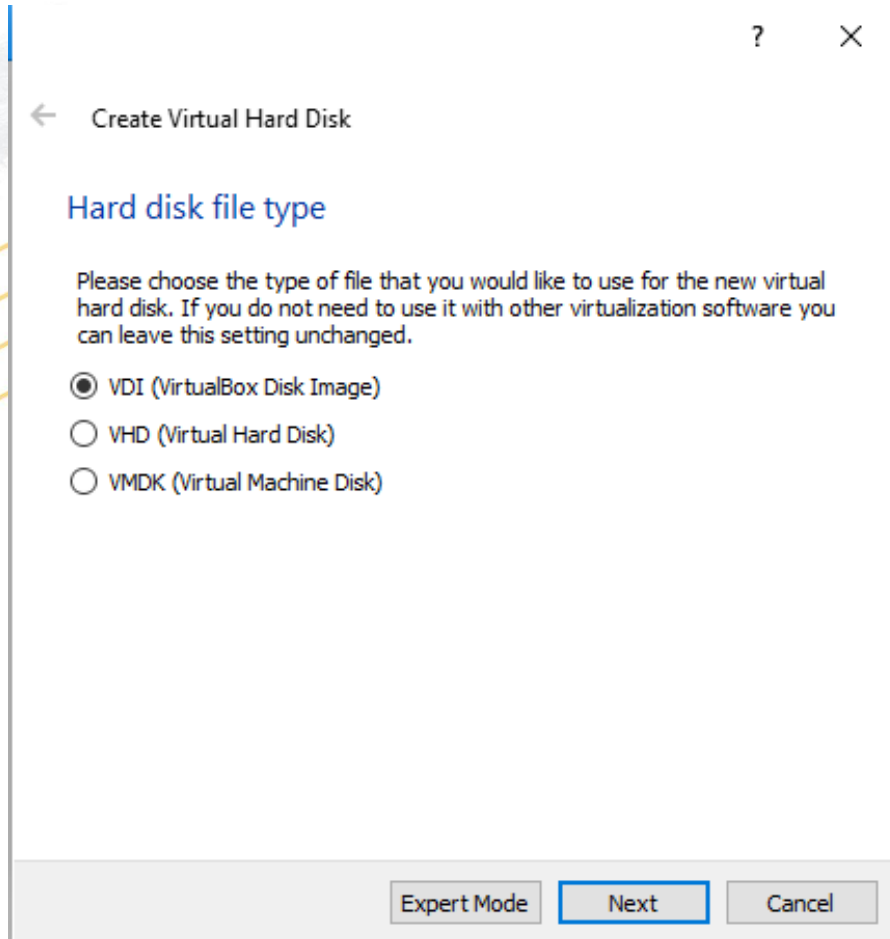 ?
Create Virtual Hard Disk
Hard disk file type
Please choose the type of file that you would like to use for the new virtual
hard disk. If you do not need to use it with other virtualization software you
can leave this setting unchanged.
VDI (VirtualBox Disk Image)
VHD (Virtual Hard Disk)
VMDK (Virtual Machine Disk)
Expert Mode Next Cancel